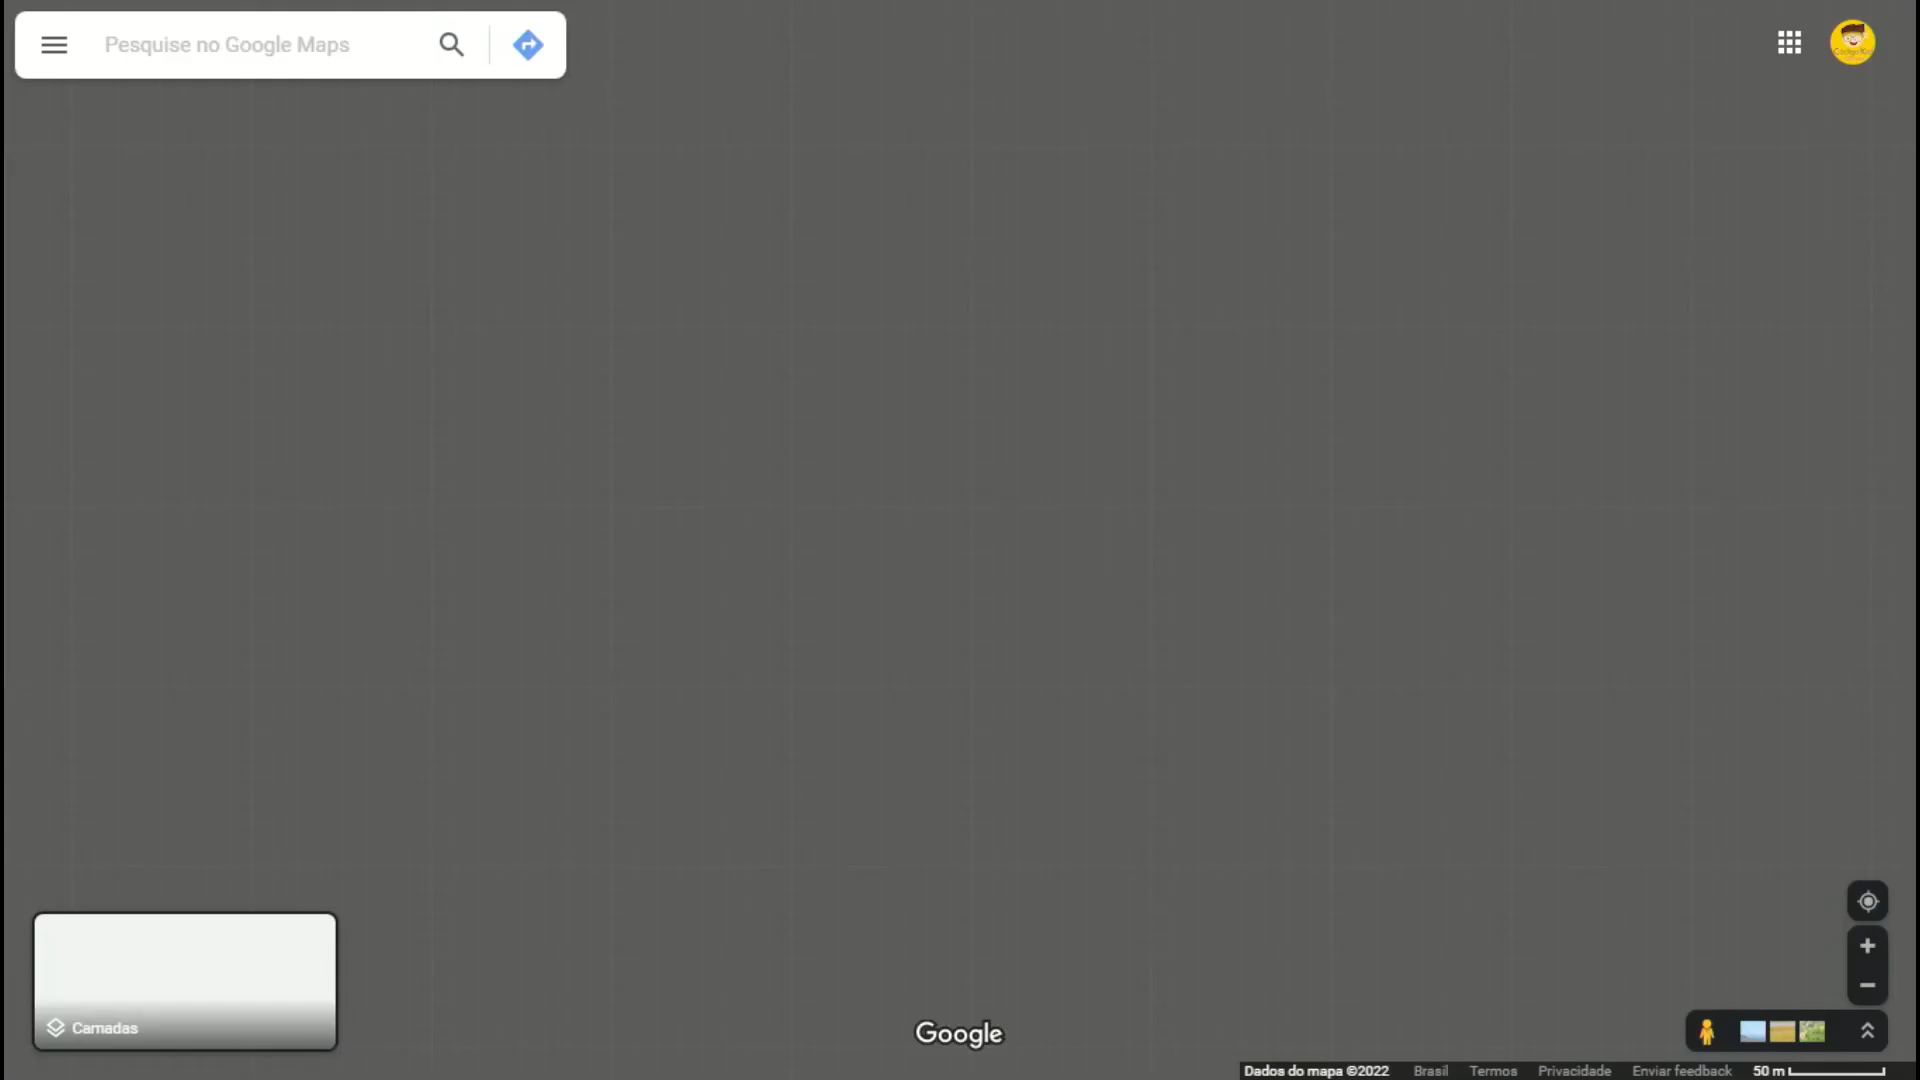 Pesquise no Google Maps
Camadas
Google
Dados do mapa ©2022 Brasil Termos Privacidade Enviar feedback 50 m